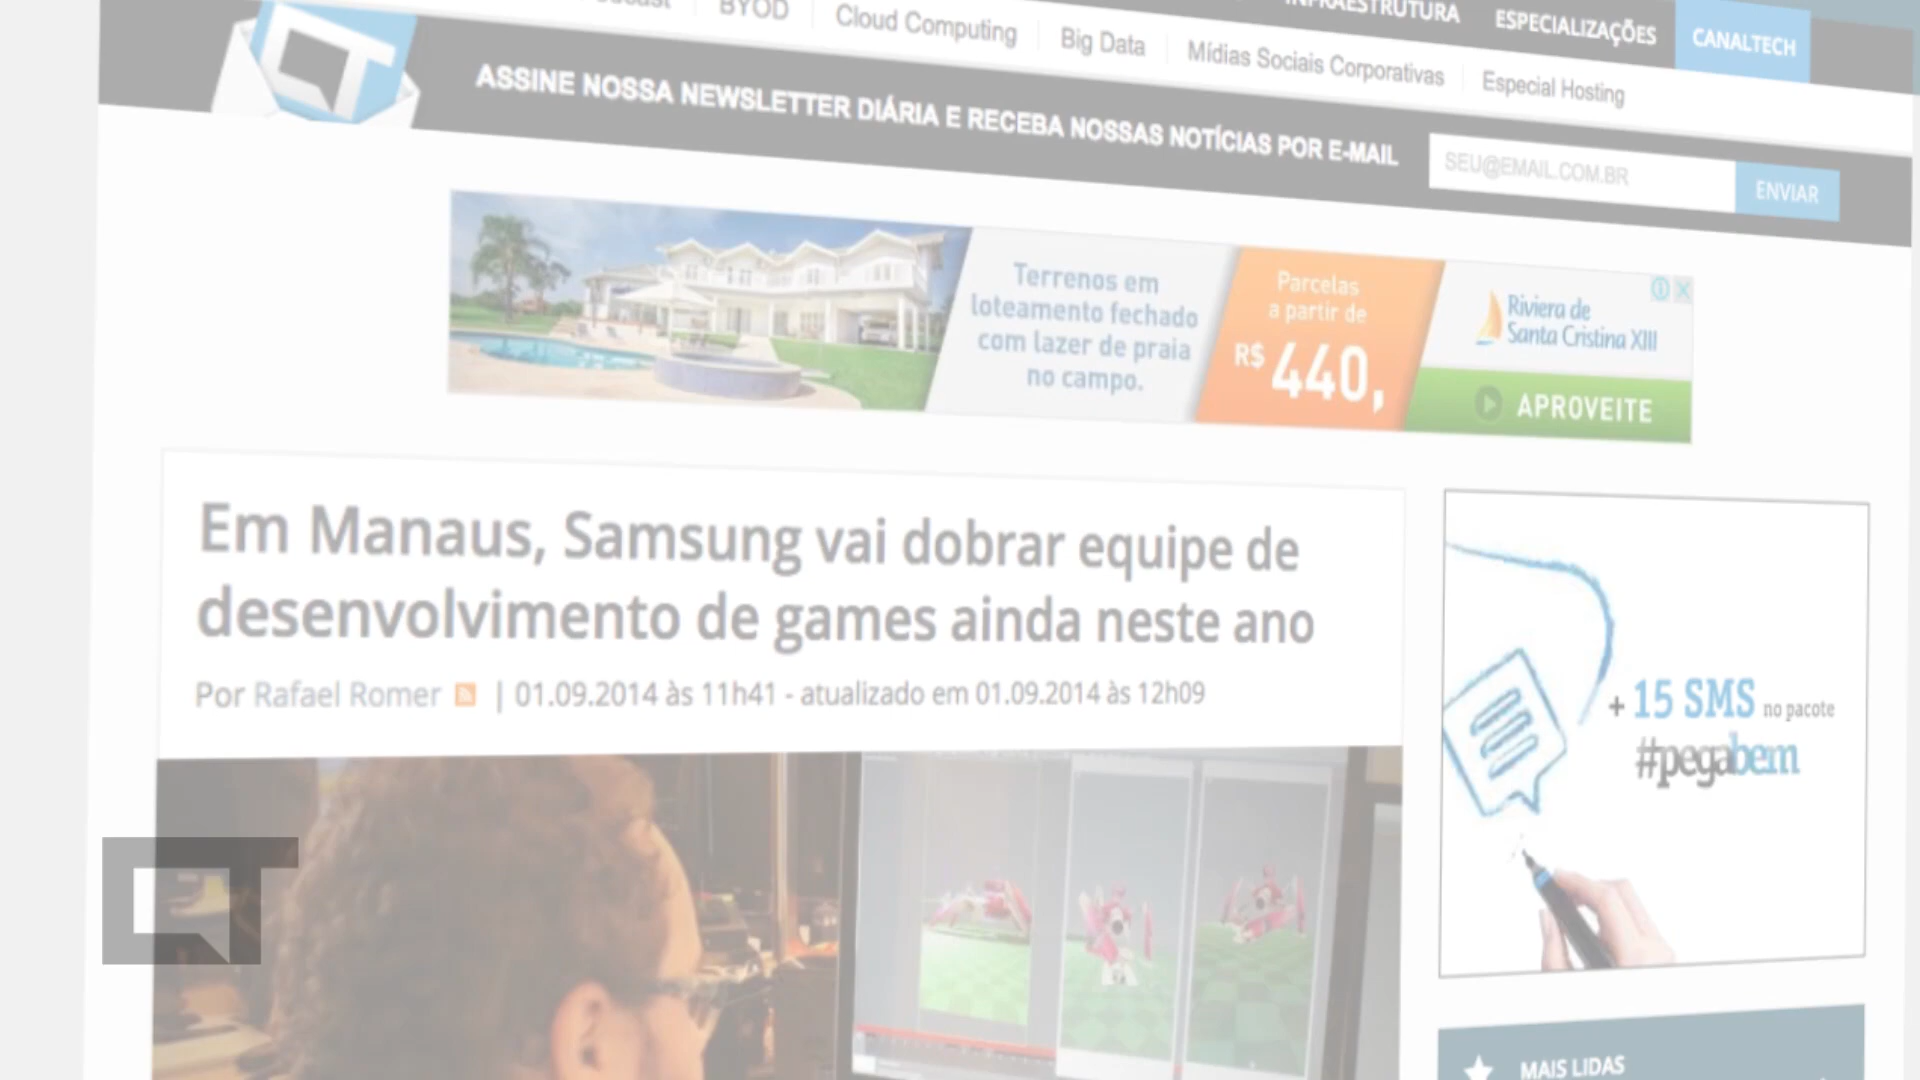 BYOD
Cloud Computing
Big Data
Mídias Sociais Corporativas
Especial Hosting
ESPECIALIZAÇÕES
CANALTECH
ASSINE NOSSA NEWSLETTER DIÁRIA E RECEBA NOSSAS NOTÍCIAS POR E-MAIL
SEU@EMAIL.COM.BR
ENVIAR
Terrenos em
loteamento fechado
com lazer de praia
no campo.
Parcelas
a partir de
R$ 440,
Riviera de
Santa Cristina XIII
APROVEITE
Em Manaus, Samsung vai dobrar equipe de
desenvolvimento de games ainda neste ano
Por Rafael Romer | 01.09.2014 às 11h41 - atualizado em 01.09.2014 às 12h09
+ 15 SMS no pacote
#pegabem
MAIS LIDAS